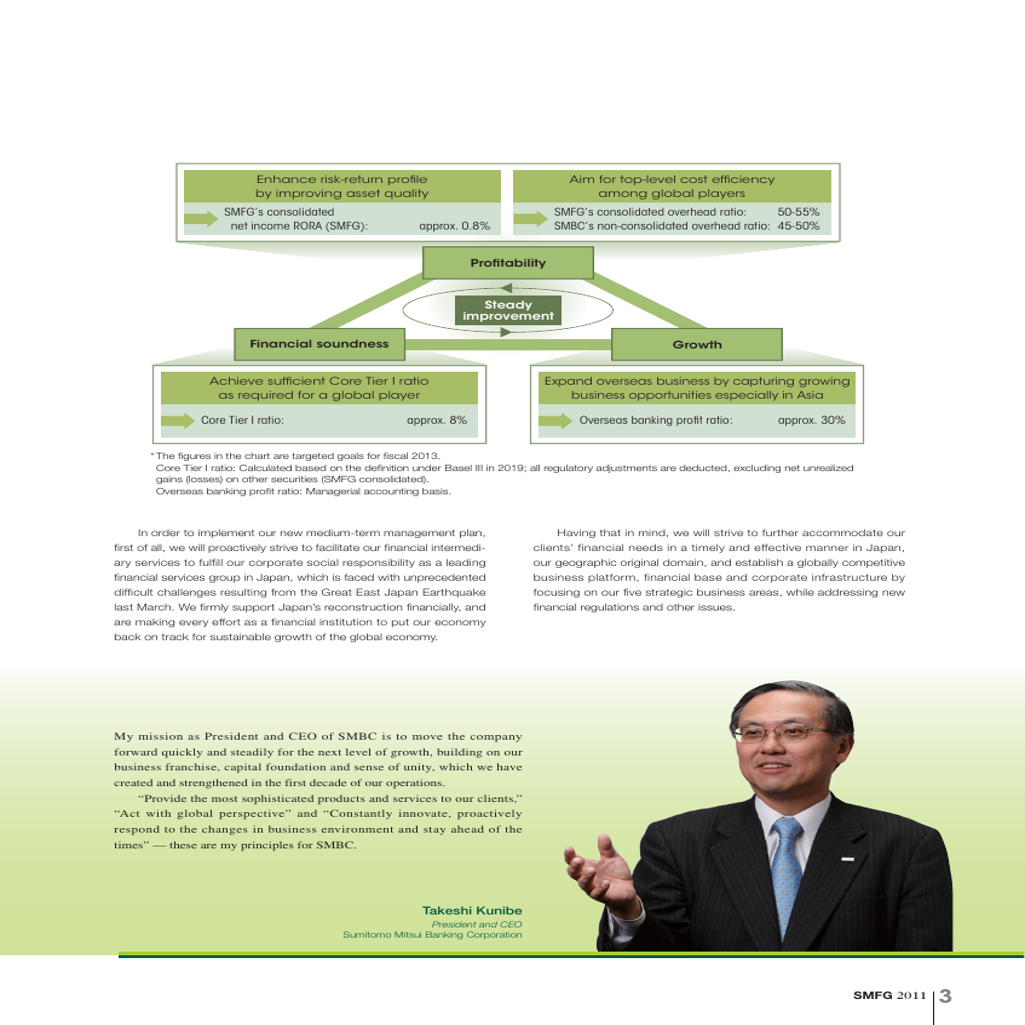 Enhance risk-return profile
by improving asset quality
SMFG's consolidated
net income RORA (SMFG): approx. 0.8%
Aim for top-level cost efficiency
among global players
SMFG's consolidated overhead ratio: 50-55%
SMBC's non-consolidated overhead ratio: 45-50%
Profitability
Steady
improvement
Financial soundness
Growth
Achieve sufficient Core Tier I ratio
as required for a global player
Core Tier I ratio: approx. 8%
Expand overseas business by capturing growing
business opportunities especially in Asia
Overseas banking profit ratio: approx. 30%
*The figures in the chart are targeted goals for fiscal 2013.
Core Tier I ratio: Calculated based on the definition under Basel III in 2019; all regulatory adjustments are deducted, excluding net unrealized
gains (losses) on other securities (SMFG consolidated).
Overseas banking profit ratio: Managerial accounting basis.
In order to implement our new medium-term management plan,
first of all, we will proactively strive to facilitate our financial intermedi-
ary services to fulfill our corporate social responsibility as a leading
financial services group in Japan, which is faced with unprecedented
difficult challenges resulting from the Great East Japan Earthquake
last March. We firmly support Japan's reconstruction financially, and
are making every effort as a financial institution to put our economy
back on track for sustainable growth of the global economy.
Having that in mind, we will strive to further accommodate our
clients' financial needs in a timely and effective manner in Japan,
our geographic original domain, and establish a globally competitive
business platform, financial base and corporate infrastructure by
focusing on our five strategic business areas, while addressing new
financial regulations and other issues.
My mission as President and CEO of SMBC is to move the company
forward quickly and steadily for the next level of growth, building on our
business franchise, capital foundation and sense of unity, which we have
created and strengthened in the first decade of our operations.
"Provide the most sophisticated products and services to our clients,"
"Act with global perspective" and "Constantly innovate, proactively
respond to the changes in business environment and stay ahead of the
times" — these are my principles for SMBC.
Takeshi Kunibe
President and CEO
Sumitomo Mitsui Banking Corporation
SMFG 2011 3